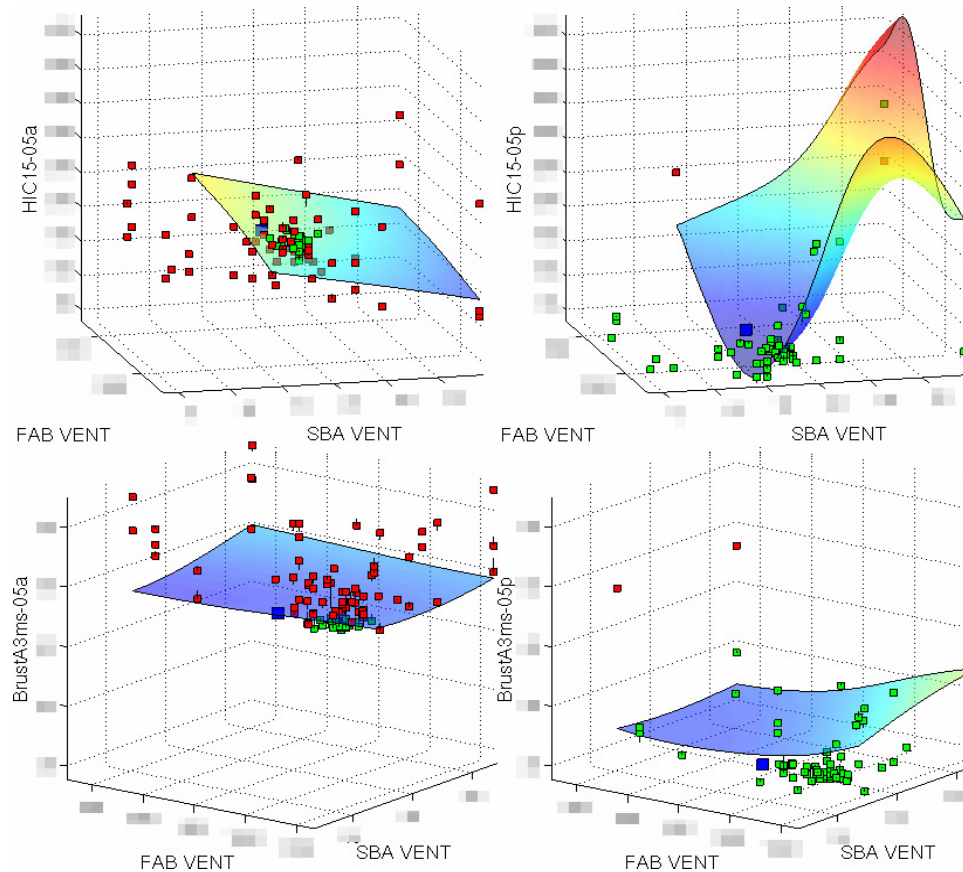 HIC15-05a
HIC15-05p
FAB VENT
SBA VENT
FAB VENT
SBA VENT
BrustA3ms-05a
BrustA3ms-05p
FAB VENT
SBA VENT
FAB VENT
SBA VENT